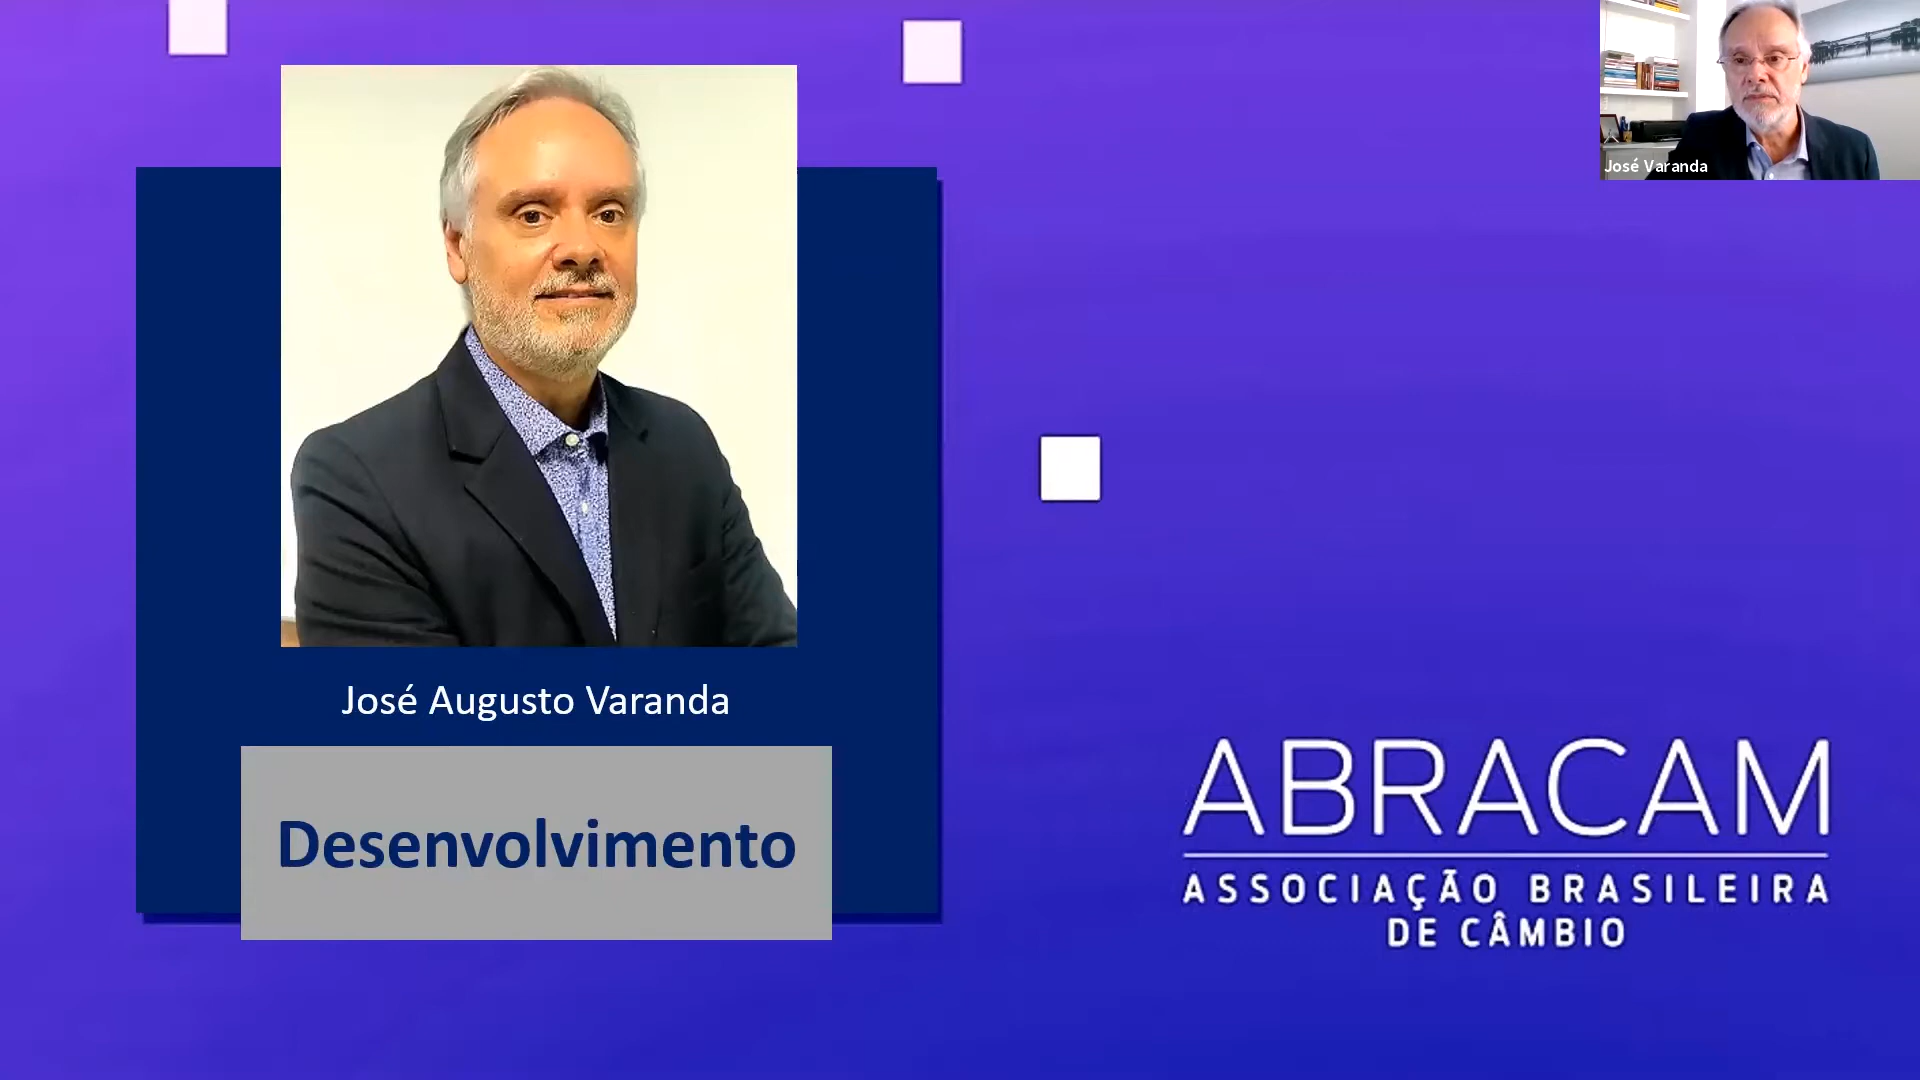 José Varanda
José Augusto Varanda
Desenvolvimento
ABRACAM
ASSOCIAÇÃO BRASILEIRA
DE CÂMBIO